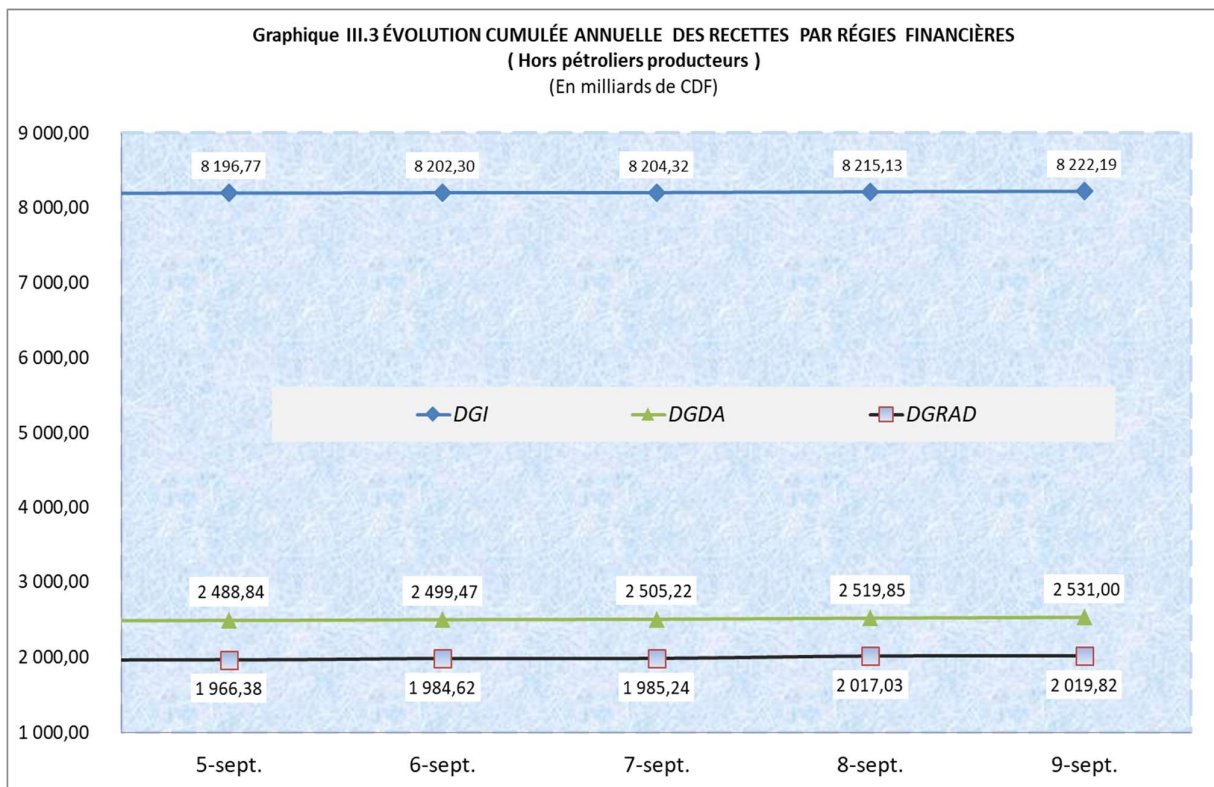 Graphique III.3 ÉVOLUTION CUMULÉE ANNUELLE DES RECETTES PAR RÉGIES FINANCIÈRES
( Hors pétroliers producteurs )
(En milliards de CDF)
9 000,00
8 196,77 8 202,30 8 204,32 8 215,13 8 222,19
8 000,00
7 000,00
6 000,00
DGI DGDA DGRAD
5 000,00
4 000,00
3 000,00
2 488,84 2 499,47 2 505,22 2 519,85 2 531,00
2 000,00
1 966,38 1 984,62 1 985,24 2 017,03 2 019,82
1 000,00
5-sept. 6-sept. 7-sept. 8-sept. 9-sept.